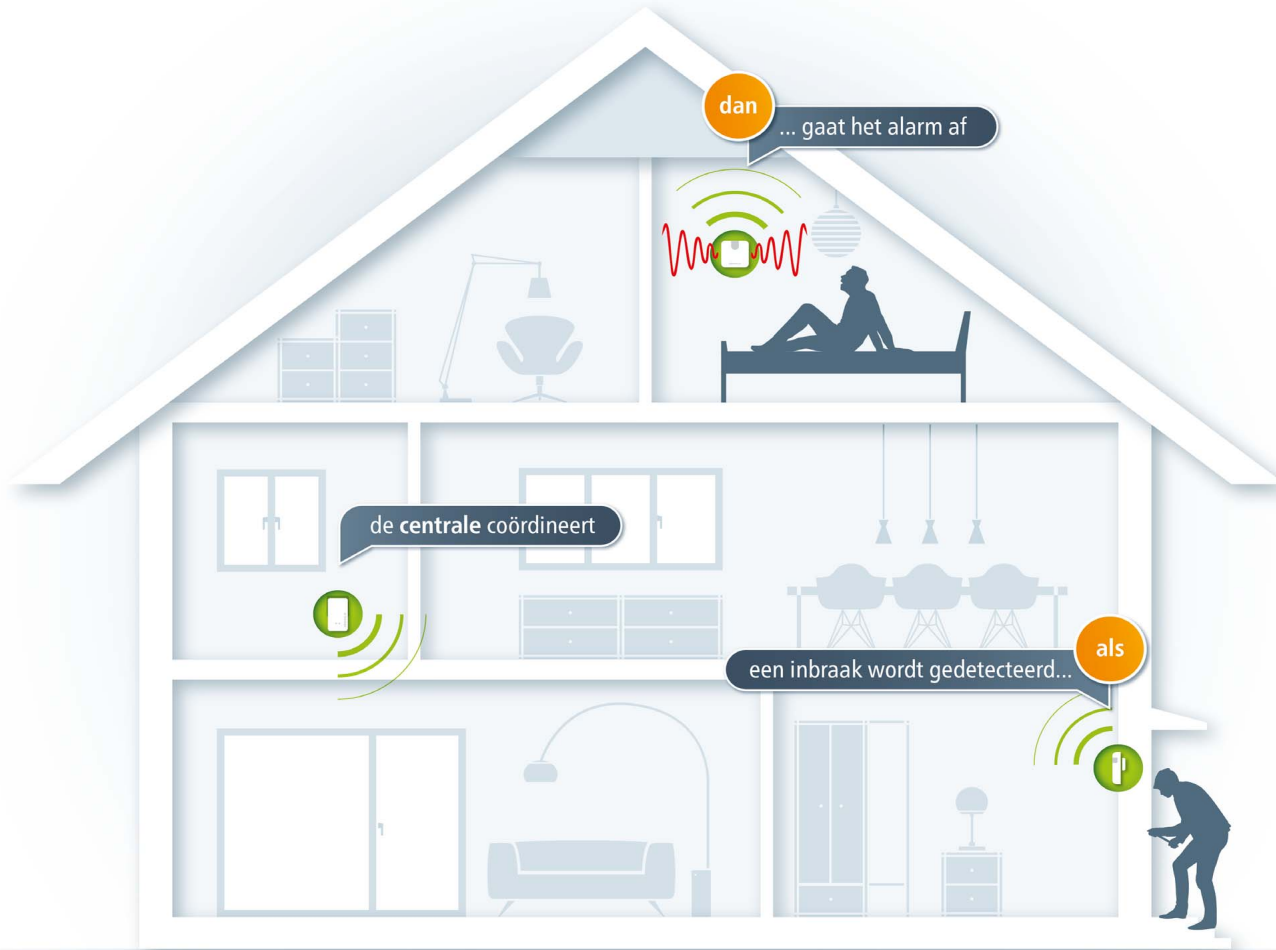 dan
... gaat het alarm af
de centrale coördineert
als
een inbraak wordt gedetecteerd...